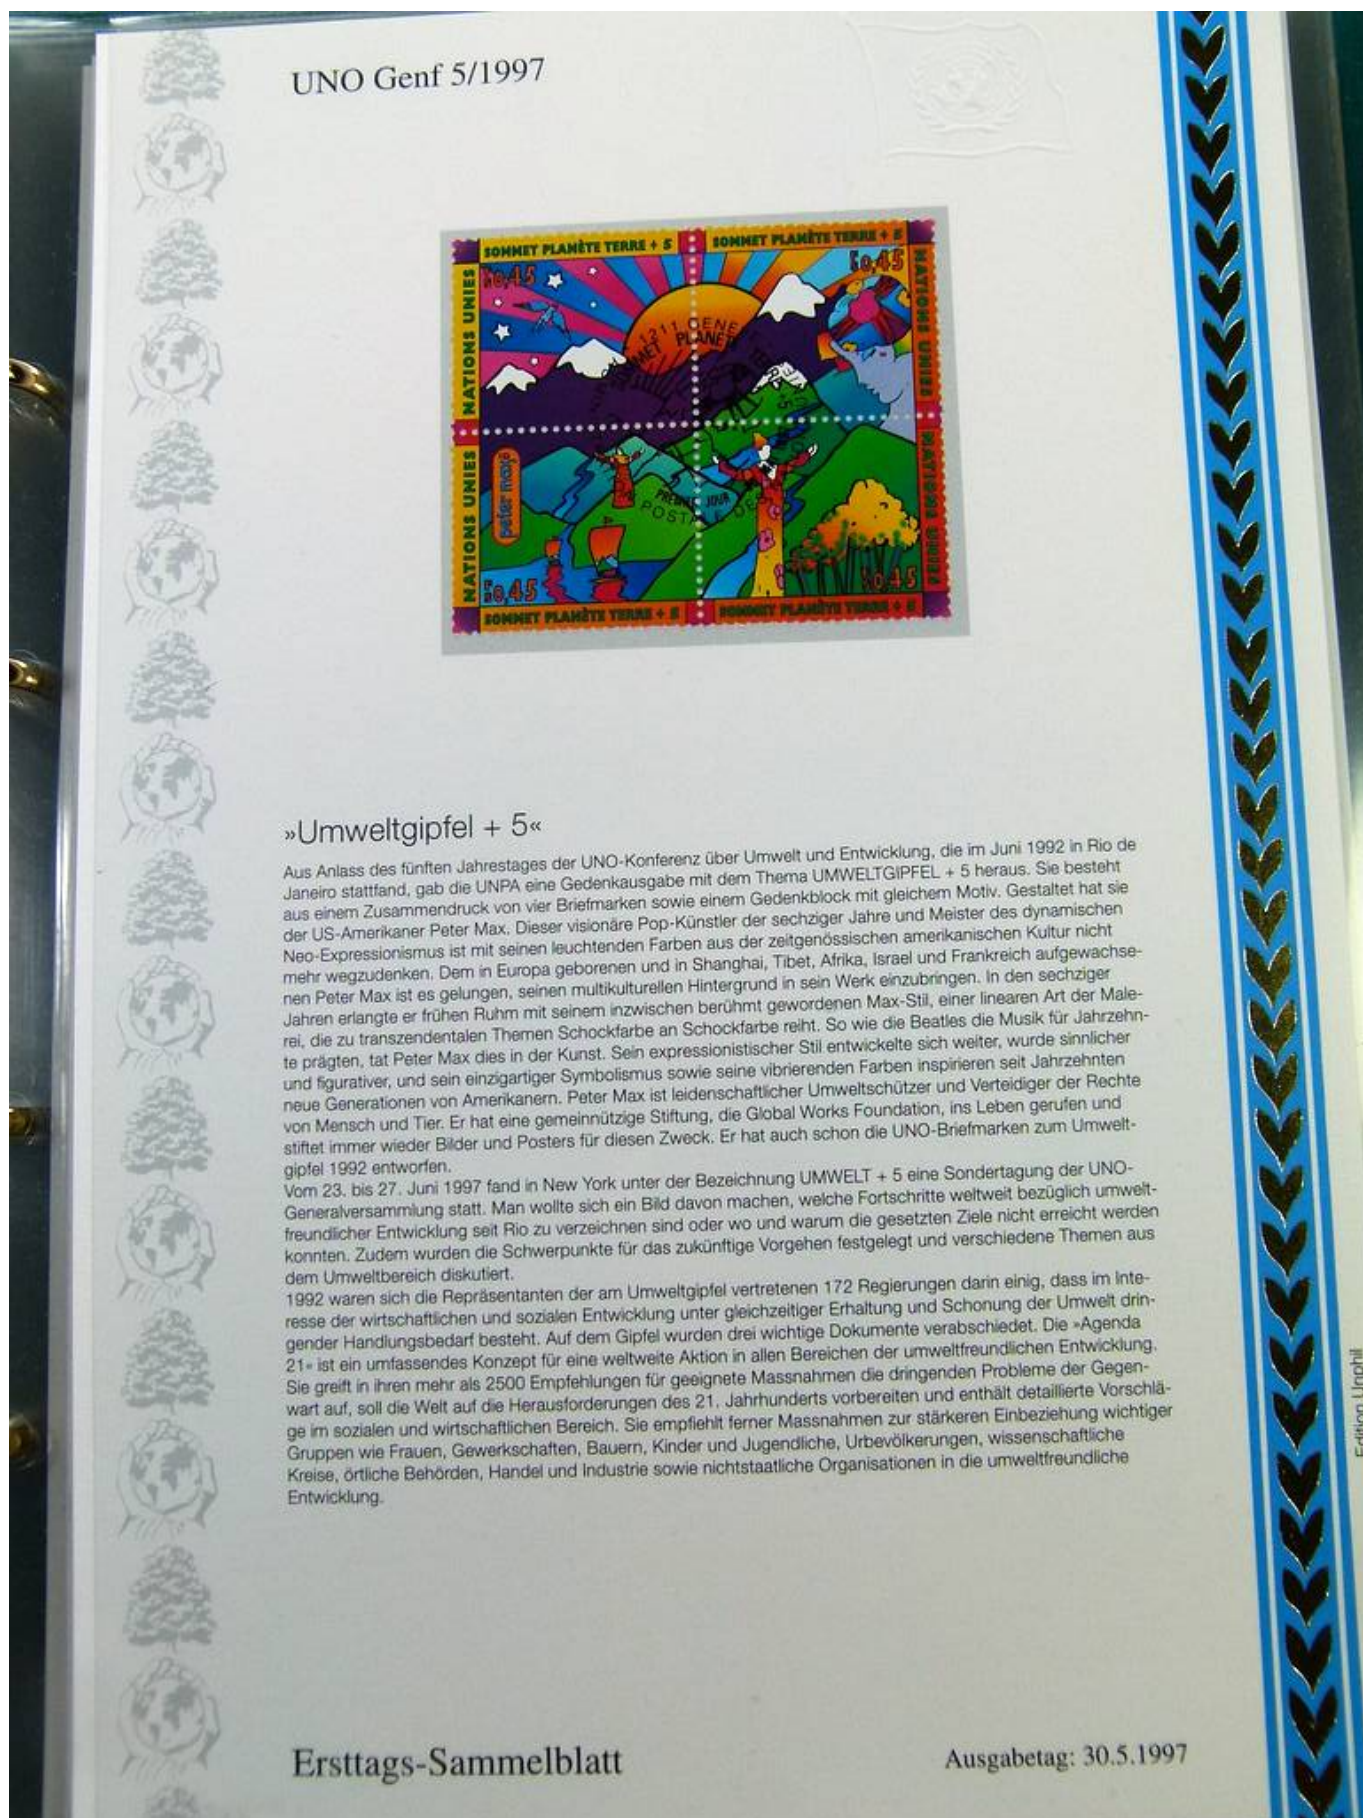 UNO Genf 5/1997
SOMMET PLANÈTE TERRE + 5
SOMMET PLANÈTE TERRE + 5
NATIONS UNIES
0,45
0,45
NATIONS UNIES
NATIONS UNIES
peter max
0,45
0,45
NATIONS UNIES
SOMMET PLANÈTE TERRE + 5
SOMMET PLANÈTE TERRE + 5
»Umweltgipfel + 5«
Aus Anlass des fünften Jahrestages der UNO-Konferenz über Umwelt und Entwicklung, die im Juni 1992 in Rio de
Janeiro stattfand, gab die UNPA eine Gedenkausgabe mit dem Thema UMWELTGIPFEL + 5 heraus. Sie besteht
aus einem Zusammendruck von vier Briefmarken sowie einem Gedenkblock mit gleichem Motiv. Gestaltet hat sie
der US-Amerikaner Peter Max. Dieser visionäre Pop-Künstler der sechziger Jahre und Meister des dynamischen
Neo-Expressionismus ist mit seinen leuchtenden Farben aus der zeitgenössischen amerikanischen Kultur nicht
mehr wegzudenken. Dem in Europa geborenen und in Shanghai, Tibet, Afrika, Israel und Frankreich aufgewachse-
nen Peter Max ist es gelungen, seinen multikulturellen Hintergrund in sein Werk einzubringen. In den sechziger
Jahren erlangte er frühen Ruhm mit seinem inzwischen berühmt gewordenen Max-Stil, einer linearen Art der Male-
rei, die zu transzendentalen Themen Schockfarbe an Schockfarbe reiht. So wie die Beatles die Musik für Jahrzehn-
te prägten, tat Peter Max dies in der Kunst. Sein expressionistischer Stil entwickelte sich weiter, wurde sinnlicher
und figurativer, und sein einzigartiger Symbolismus sowie seine vibrierenden Farben inspirieren seit Jahrzehnten
neue Generationen von Amerikanern. Peter Max ist leidenschaftlicher Umweltschützer und Verteidiger der Rechte
von Mensch und Tier. Er hat eine gemeinnützige Stiftung, die Global Works Foundation, ins Leben gerufen und
stiftet immer wieder Bilder und Posters für diesen Zweck. Er hat auch schon die UNO-Briefmarken zum Umwelt-
gipfel 1992 entworfen.
Vom 23. bis 27. Juni 1997 fand in New York unter der Bezeichnung UMWELT + 5 eine Sondertagung der UNO-
Generalversammlung statt. Man wollte sich ein Bild davon machen, welche Fortschritte weltweit bezüglich umwelt-
freundlicher Entwicklung seit Rio zu verzeichnen sind oder wo und warum die gesetzten Ziele nicht erreicht werden
konnten. Zudem wurden die Schwerpunkte für das zukünftige Vorgehen festgelegt und verschiedene Themen aus
dem Umweltbereich diskutiert.
1992 waren sich die Repräsentanten der am Umweltgipfel vertretenen 172 Regierungen darin einig, dass im Inte-
resse der wirtschaftlichen und sozialen Entwicklung unter gleichzeitiger Erhaltung und Schonung der Umwelt drin-
gender Handlungsbedarf besteht. Auf dem Gipfel wurden drei wichtige Dokumente verabschiedet. Die »Agenda
21« ist ein umfassendes Konzept für eine weltweite Aktion in allen Bereichen der umweltfreundlichen Entwicklung.
Sie greift in ihren mehr als 2500 Empfehlungen für geeignete Massnahmen die dringenden Probleme der Gegen-
wart auf, soll die Welt auf die Herausforderungen des 21. Jahrhunderts vorbereiten und enthält detaillierte Vorschlä-
ge im sozialen und wirtschaftlichen Bereich. Sie empfiehlt ferner Massnahmen zur stärkeren Einbeziehung wichtiger
Gruppen wie Frauen, Gewerkschaften, Bauern, Kinder und Jugendliche, Urbevölkerungen, wissenschaftliche
Kreise, örtliche Behörden, Handel und Industrie sowie nichtstaatliche Organisationen in die umweltfreundliche
Entwicklung.
Ersttags-Sammelblatt
Ausgabetag: 30.5.1997
Edition Unphil